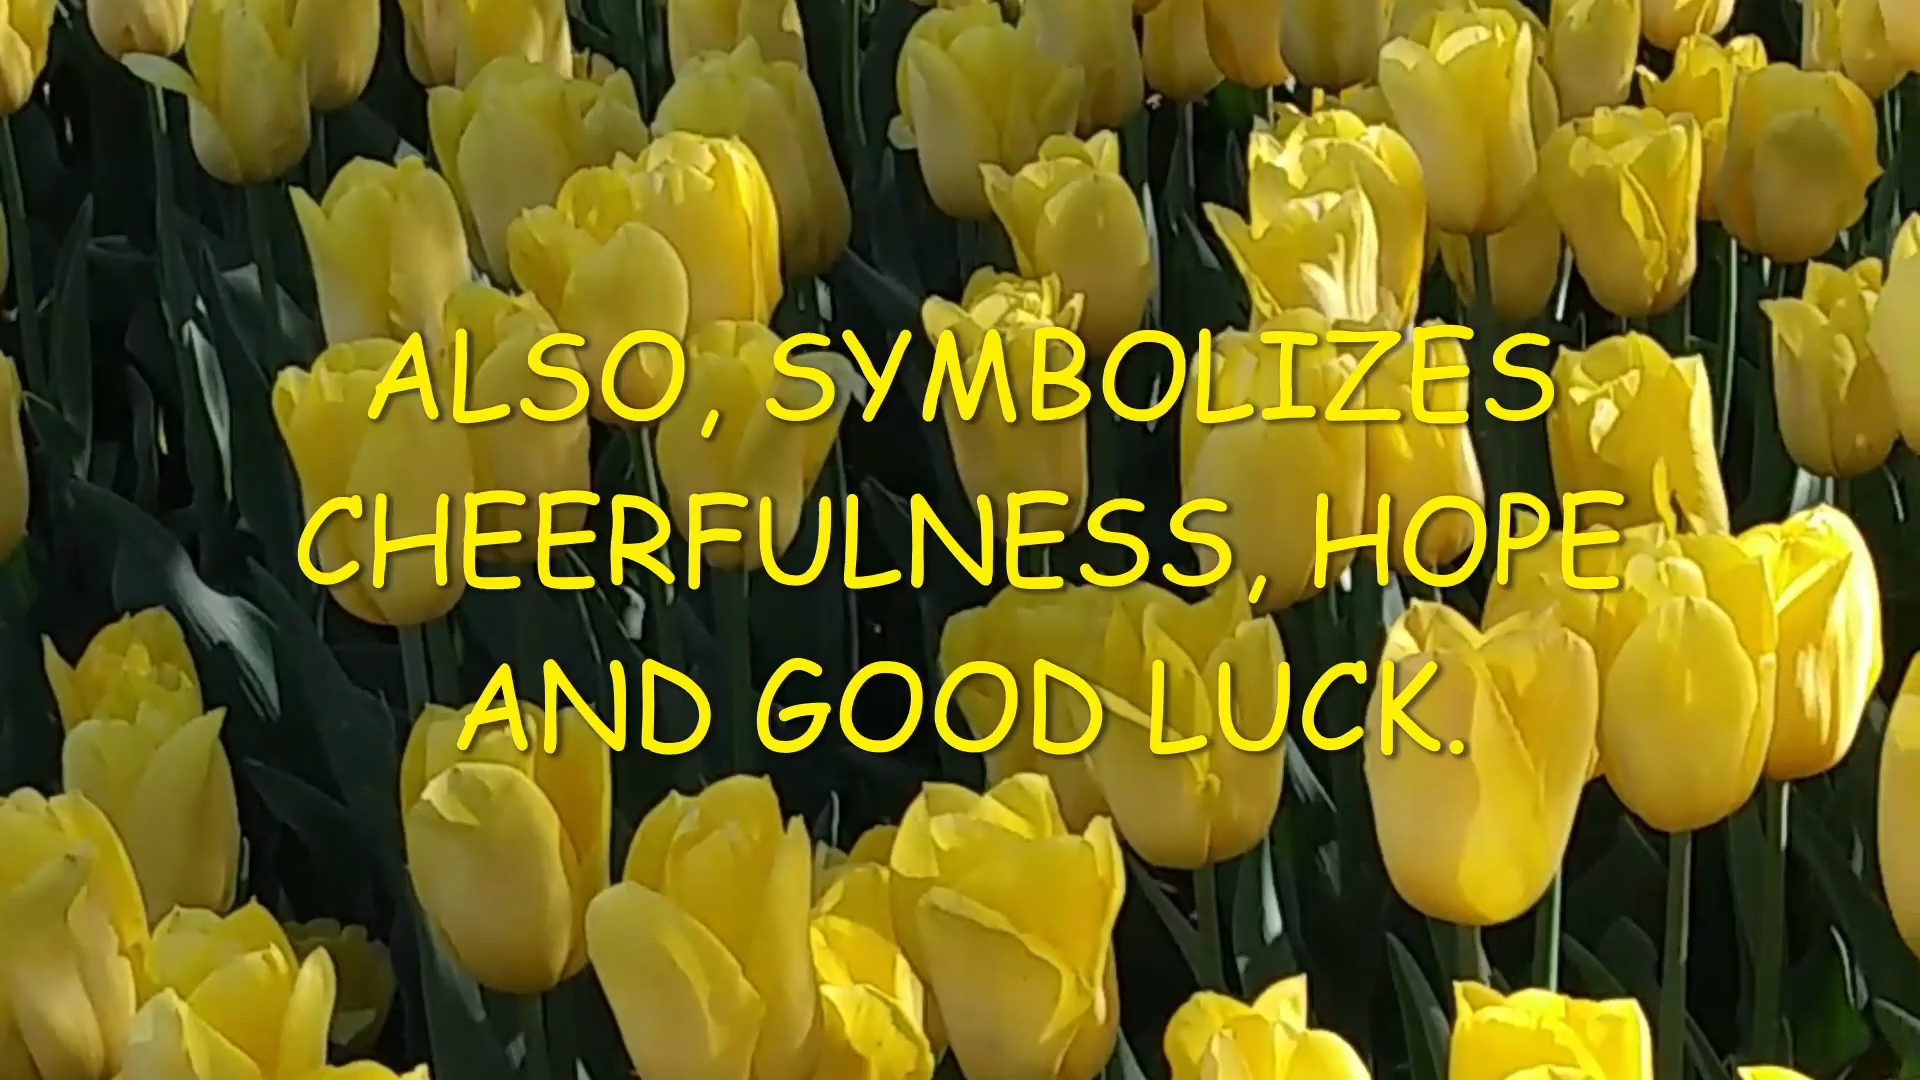 ALSO, SYMBOLIZES
CHEERFULNESS, HOPE
AND GOOD LUCK.